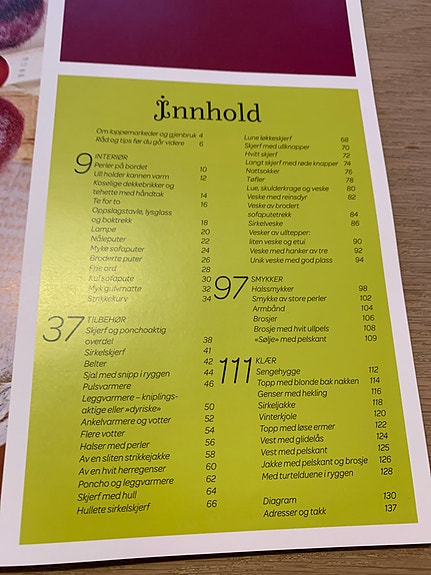 Innhold
Om loppemarkeder og gjenbruk 4
Råd og tips før du går videre 6
9 INTERIØR
Perler på bordet 10
Ull holder kannen varm 12
Koselige dekkebrikker og
tehette med håndtak 14
Te for to 16
Oppslagstavle, lysglass
og boktrekk 18
Lampe 20
Nåleputer 22
Myke sofaputer 24
Broderte puter 26
Frie ord 28
Kul sofapute 30
Myk gulvmatte 32
Strikkekurv 34
37 TILBEHØR
Skjerf og ponchoaktig
overdel 38
Sirkelskjerf 41
Belter 42
Sjal med snipp i ryggen 44
Pulsvarmere 46
Leggvarmere – kniplings-
aktige eller »dyriske» 50
Ankelvarmere og votter 52
Flere votter 54
Halser med perler 56
Av en sliten strikkejakke 58
Av en hvit herregenser 60
Poncho og leggvarmere 62
Skjerf med hull 64
Hullete sirkelskjerf 66
Lune løkkeskjerf 68
Skjerf med ullknapper 70
Hvitt skjerf 72
Langt skjerf med røde knapper 74
Nattsokker 76
Tøfler 78
Lue, skulderkrage og veske 80
Veske med reinsdyr 82
Veske av brodert
sofaputetrekk 84
Sirkelveske 86
Vesker av ulltepper:
liten veske og etui 90
Veske med hanker av tre 92
Unik veske med god plass 94
97 SMYKKER
Halssmykker 98
Smykke av store perler 102
Armbånd 104
Brosjer 106
Brosje med hvit ullpels 108
»Sølje» med pelskant 109
111 KLÆR
Sengehygge 112
Topp med blonde bak nakken 114
Genser med hekling 116
Sirkeljakke 118
Vinterkjole 120
Topp med løse ermer 122
Vest med glidelås 124
Vest med pelskant 125
Jakke med pelskant og brosje 126
Med turtelduene i ryggen 128
Diagram 130
Adresser og takk 137